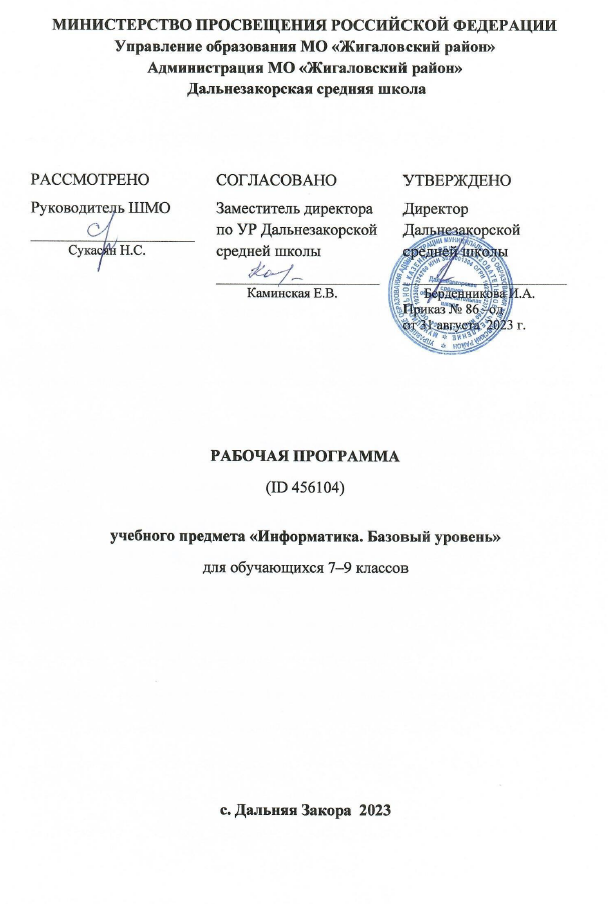 МИНИСТЕРСТВО ПРОСВЕЩЕНИЯ РОССИЙСКОЙ ФЕДЕРАЦИИ
Управление образования МО «Жигаловский район»
Администрация МО «Жигаловский район»
Дальнезакорская средняя школа
РАССМОТРЕНО
Руководитель ШМО
Сукасян Н.С.
СОГЛАСОВАНО
Заместитель директора
по УР Дальнезакорской
средней школы
Каминская Е.В.
УТВЕРЖДЕНО
Директор
Дальнезакорской
средней школы
Берденникова И.А.
Приказ № 86 - од
от 31 августа 2023 г.
РАБОЧАЯ ПРОГРАММА
(ID 456104)
учебного предмета «Информатика. Базовый уровень»
для обучающихся 7–9 классов
с. Дальняя Закора 2023